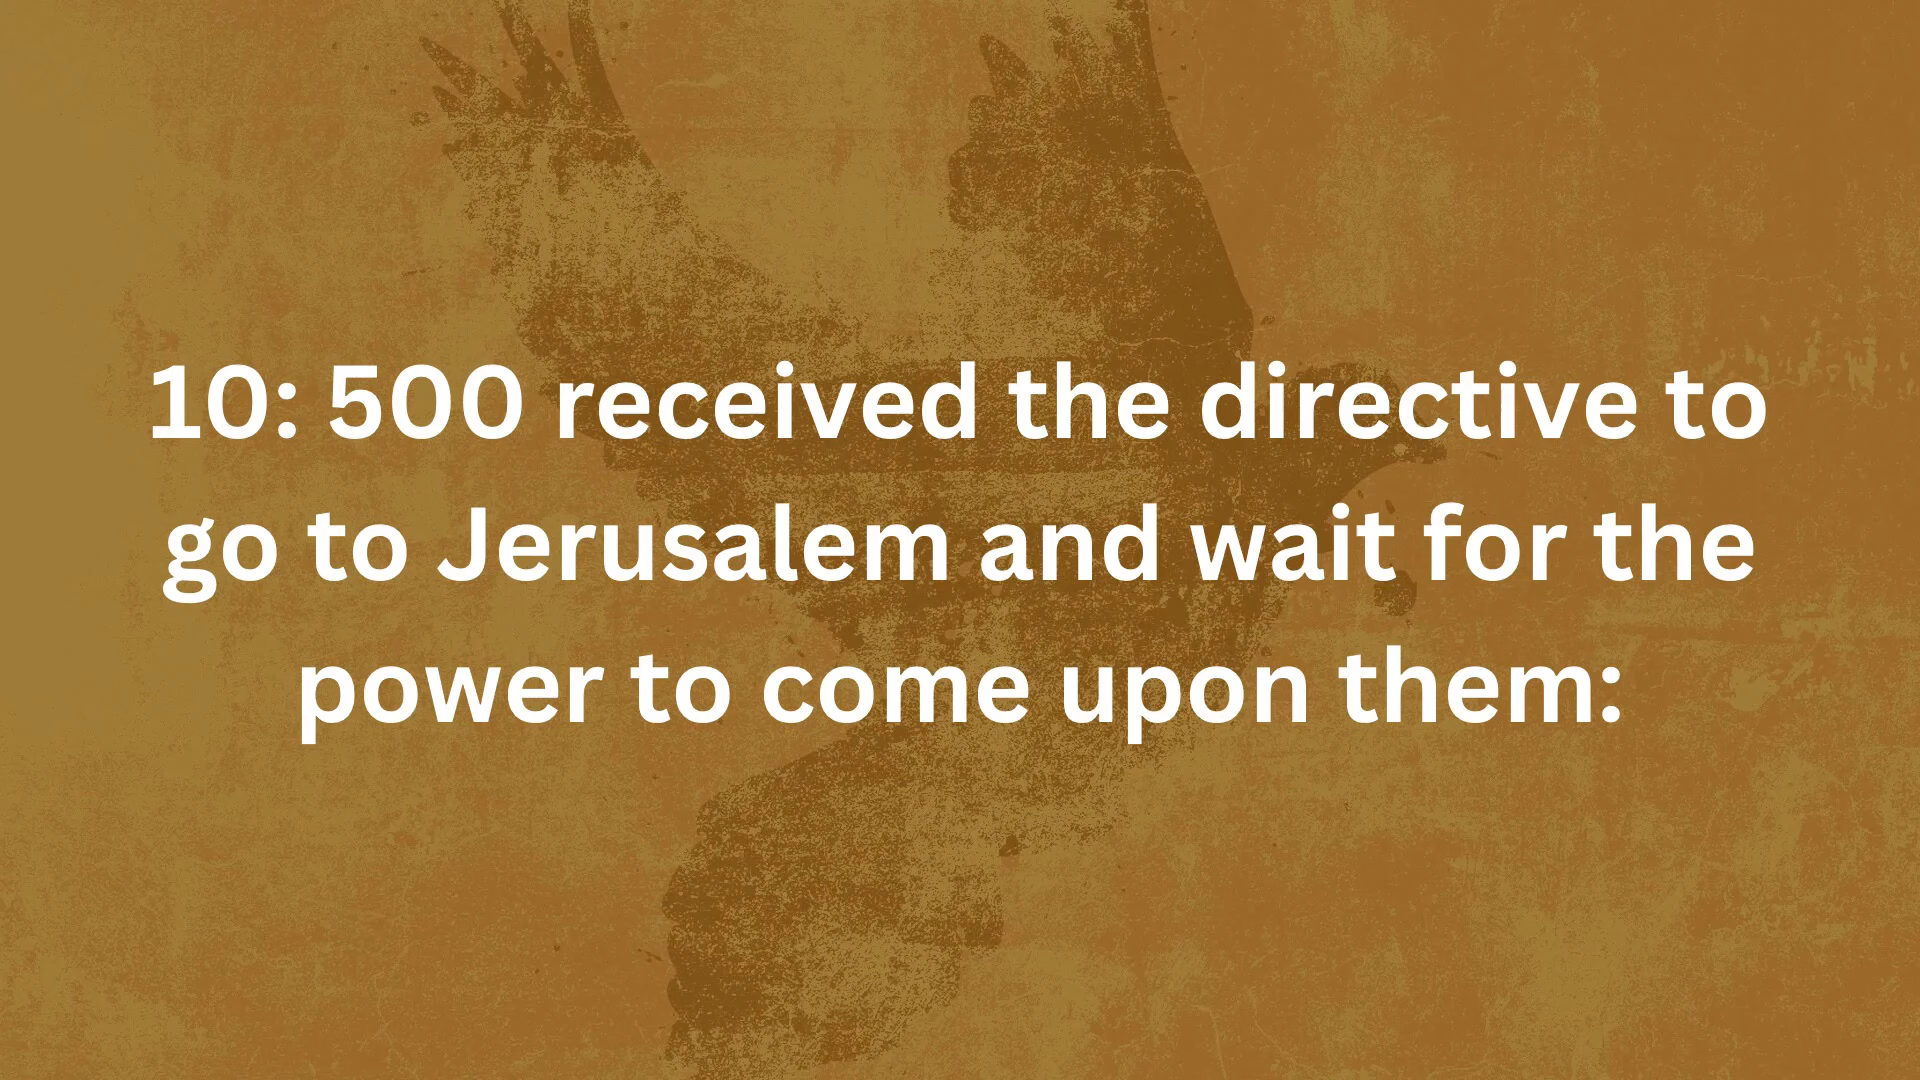 10: 500 received the directive to
go to Jerusalem and wait for the
power to come upon them: